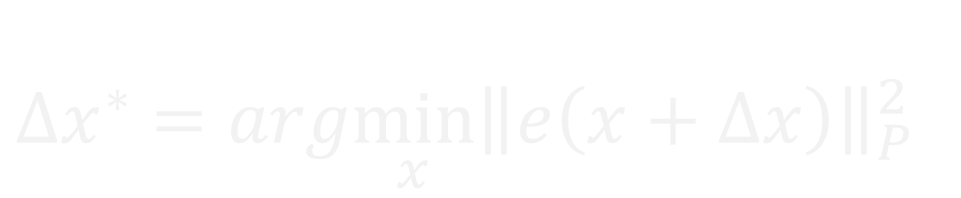 Δx* = argmin‖e(x + Δx)‖²_P
x